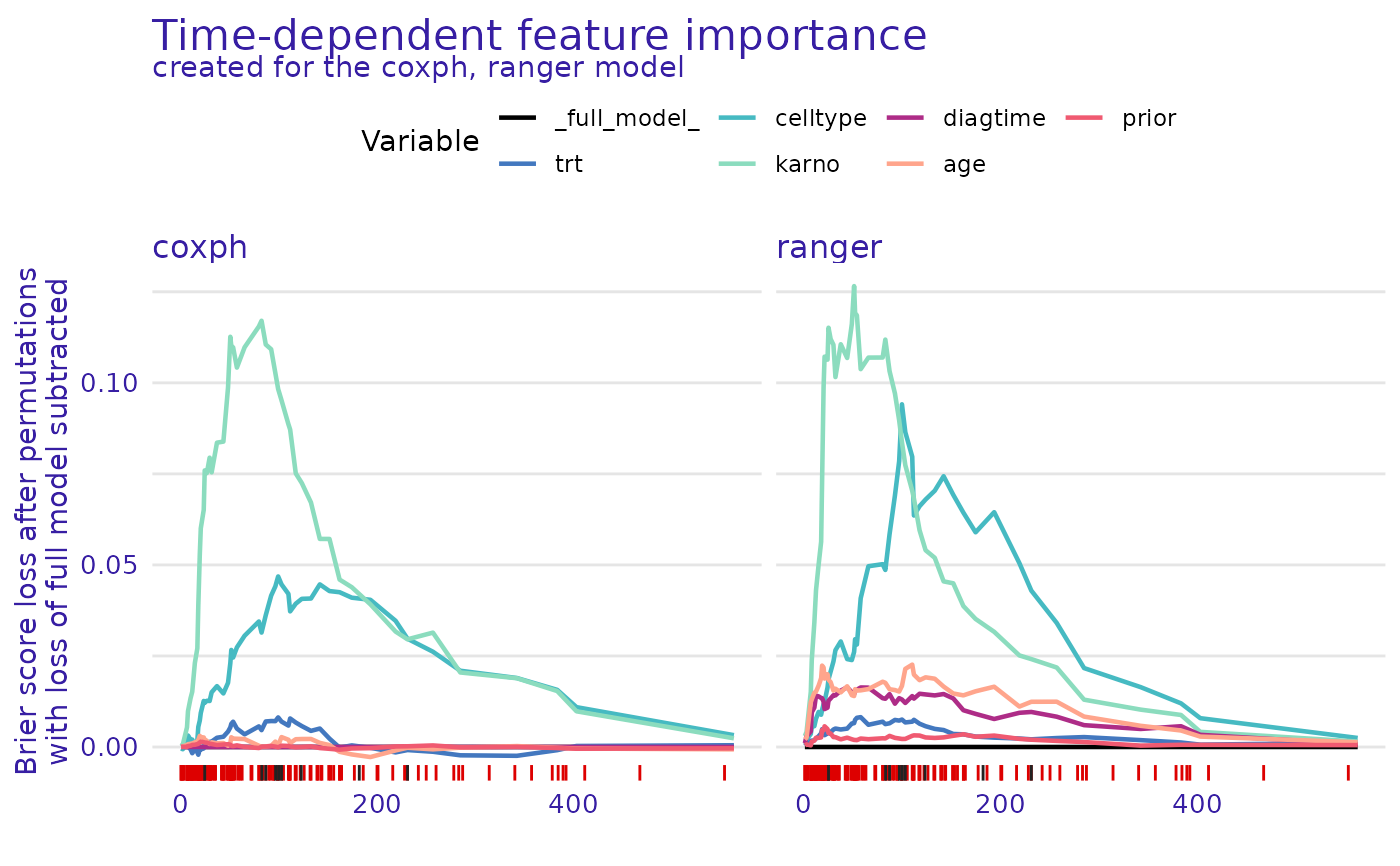 Time-dependent feature importance
created for the coxph, ranger model
Variable
_full_model_ celltype diagtime prior
trt karno age
coxph ranger
Brier score loss after permutations
with loss of full model subtracted
0.10
0.05
0.00
0 200 400 0 200 400